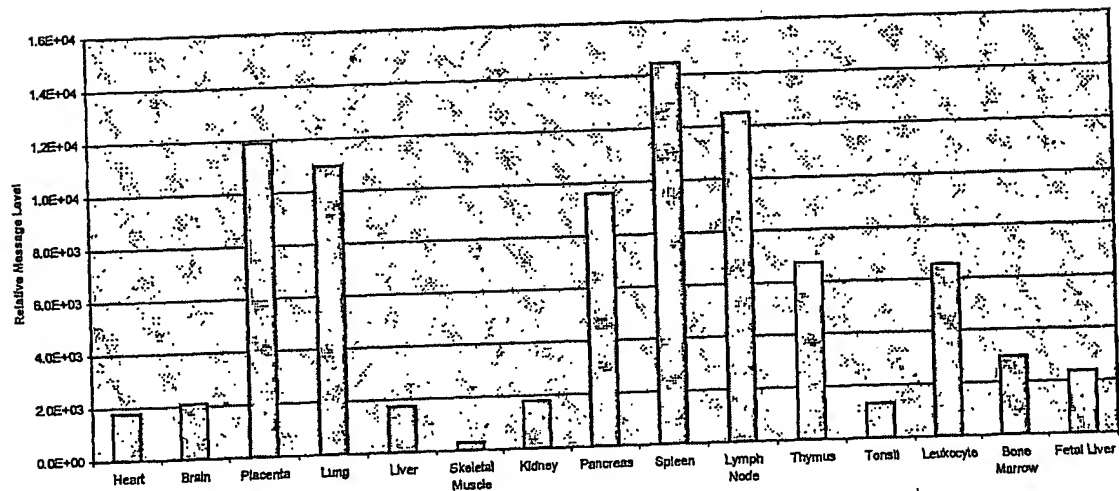 1.6E+04
1.4E+04
1.2E+04
1.0E+04
8.0E+03
6.0E+03
4.0E+03
2.0E+03
0.0E+00
Relative Message Level
Heart
Brain
Placenta
Lung
Liver
Skeletal
Muscle
Kidney
Pancreas
Spleen
Lymph
Node
Thymus
Tonsil
Leukocyte
Bone
Marrow
Fetal Liver